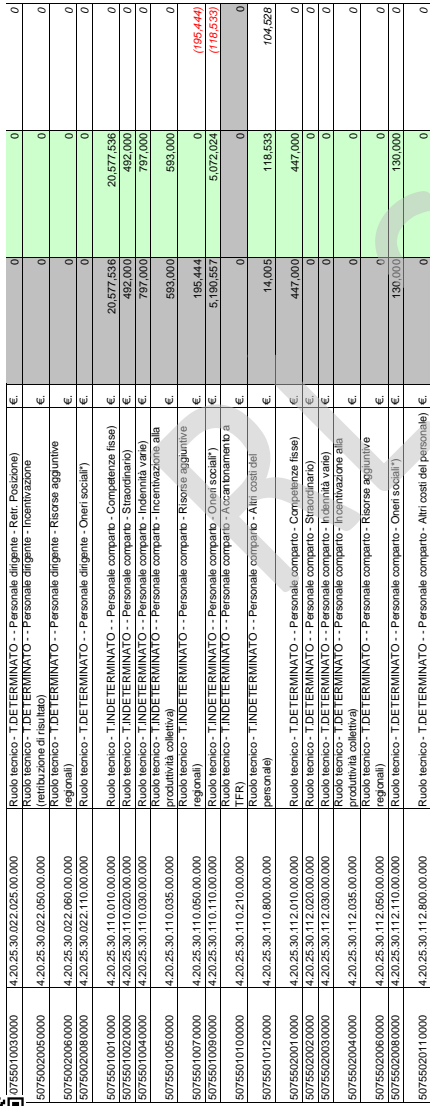 507550100300000 4.20.25.30.022.025.00.000 Ruolo tecnico - T.DETERMINATO - - Personale dirigente - Retr. Posizione) €. 0 0 0
50750020050000 4.20.25.30.022.050.00.000 Ruolo tecnico - T.DETERMINATO - - Personale dirigente - Incentivazione
(retribuzione di risultato) €. 0 0 0
50750020060000 4.20.25.30.022.060.00.000 Ruolo tecnico - T.DETERMINATO - - Personale dirigente - Risorse aggiuntive
regionali) €. 0 0 0
50750020080000 4.20.25.30.022.110.00.000 Ruolo tecnico - T.DETERMINATO - - Personale dirigente - Oneri sociali*) €. 0 0 0
50755010010000 4.20.25.30.110.010.00.000 Ruolo tecnico - T.INDETERMINATO - - Personale comparto - Competenze fisse) €. 20,577,536 20,577,536 0
50755010020000 4.20.25.30.110.020.00.000 Ruolo tecnico - T.INDETERMINATO - - Personale comparto - Straordinario) €. 492,000 492,000 0
50755010040000 4.20.25.30.110.030.00.000 Ruolo tecnico - T.INDETERMINATO - - Personale comparto - Indennità varie) €. 797,000 797,000 0
50755010050000 4.20.25.30.110.035.00.000 Ruolo tecnico - T.INDETERMINATO - - Personale comparto - Incentivazione alla
produttività collettiva) €. 593,000 593,000 0
50755010070000 4.20.25.30.110.050.00.000 Ruolo tecnico - T.INDETERMINATO - - Personale comparto - Risorse aggiuntive
regionali) €. 195,444 0 (195,444)
50755010090000 4.20.25.30.110.110.00.000 Ruolo tecnico - T.INDETERMINATO - - Personale comparto - Oneri sociali*) €. 5,190,557 5,072,024 (118,533)
50755010100000 4.20.25.30.110.210.00.000 Ruolo tecnico - T.INDETERMINATO - - Personale comparto - Accantonamento a
TFR) €. 0 0
50755010120000 4.20.25.30.110.800.00.000 Ruolo tecnico - T.INDETERMINATO - - Personale comparto - Altri costi del
personale) €. 14,005 118,533 104,528
50755020010000 4.20.25.30.112.010.00.000 Ruolo tecnico - T.DETERMINATO - - Personale comparto - Competenze fisse) €. 447,000 447,000 0
50755020020000 4.20.25.30.112.020.00.000 Ruolo tecnico - T.DETERMINATO - - Personale comparto - Straordinario) €. 0 0 0
50755020030000 4.20.25.30.112.030.00.000 Ruolo tecnico - T.DETERMINATO - - Personale comparto - Indennità varie) €. 0 0 0
50755020040000 4.20.25.30.112.035.00.000 Ruolo tecnico - T.DETERMINATO - - Personale comparto - Incentivazione alla
produttività collettiva) €. 0 0 0
50755020060000 4.20.25.30.112.050.00.000 Ruolo tecnico - T.DETERMINATO - - Personale comparto - Risorse aggiuntive
regionali) €. 0 0 0
50755020080000 4.20.25.30.112.110.00.000 Ruolo tecnico - T.DETERMINATO - - Personale comparto - Oneri sociali*) €. 130,000 130,000 0
50755020110000 4.20.25.30.112.800.00.000 Ruolo tecnico - T.DETERMINATO - - Personale comparto - Altri costi del personale) €. 0 0 0